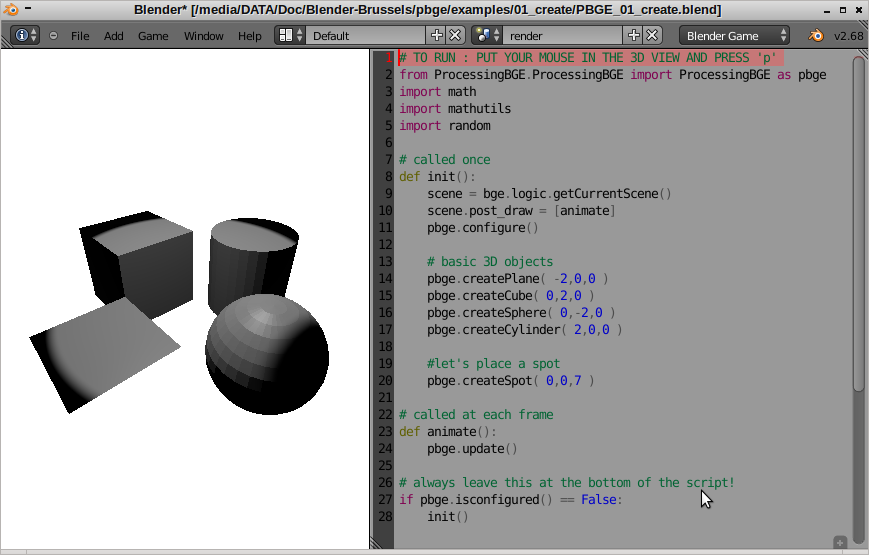 Blender* [/media/DATA/Doc/Blender-Brussels/pbge/examples/01_create/PBGE_01_create.blend]
File Add Game Window Help Default render Blender Game v2.68
1 # TO RUN : PUT YOUR MOUSE IN THE 3D VIEW AND PRESS 'p'
2 from ProcessingBGE.ProcessingBGE import ProcessingBGE as pbge
3 import math
4 import mathutils
5 import random
6
7 # called once
8 def init():
9     scene = bge.logic.getCurrentScene()
10     scene.post_draw = [animate]
11     pbge.configure()
12
13     # basic 3D objects
14     pbge.createPlane( -2,0,0 )
15     pbge.createCube( 0,2,0 )
16     pbge.createSphere( 0,-2,0 )
17     pbge.createCylinder( 2,0,0 )
18
19     #let's place a spot
20     pbge.createSpot( 0,0,7 )
21
22 # called at each frame
23 def animate():
24     pbge.update()
25
26 # always leave this at the bottom of the script!
27 if pbge.isconfigured() == False:
28     init()